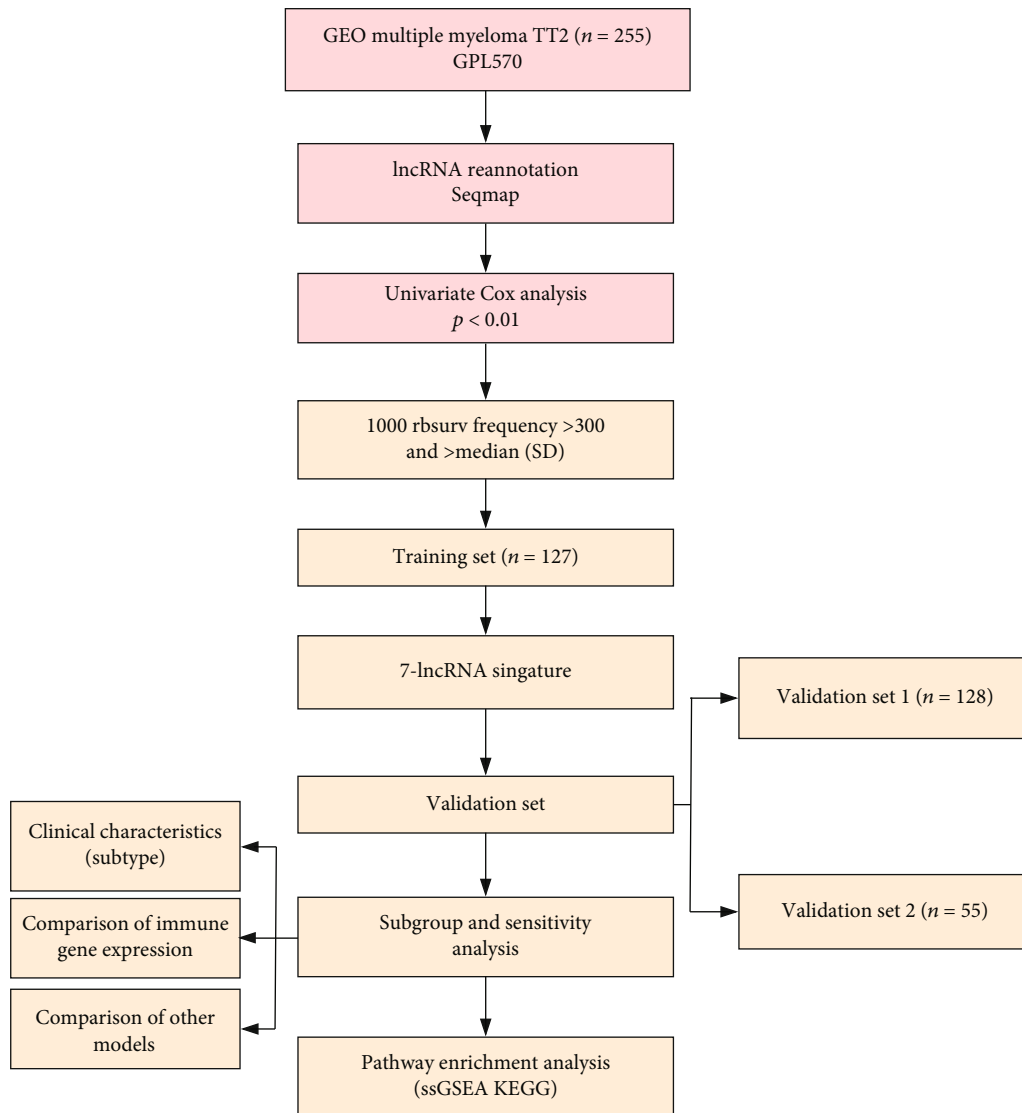 GEO multiple myeloma TT2 (n = 255)
GPL570
lncRNA reannotation
Seqmap
Univariate Cox analysis
p < 0.01
1000 rbsurv frequency >300
and >median (SD)
Training set (n = 127)
7-lncRNA singature
Validation set 1 (n = 128)
Validation set
Validation set 2 (n = 55)
Clinical characteristics
(subtype)
Comparison of immune
gene expression
Comparison of other
models
Subgroup and sensitivity
analysis
Pathway enrichment analysis
(ssGSEA KEGG)